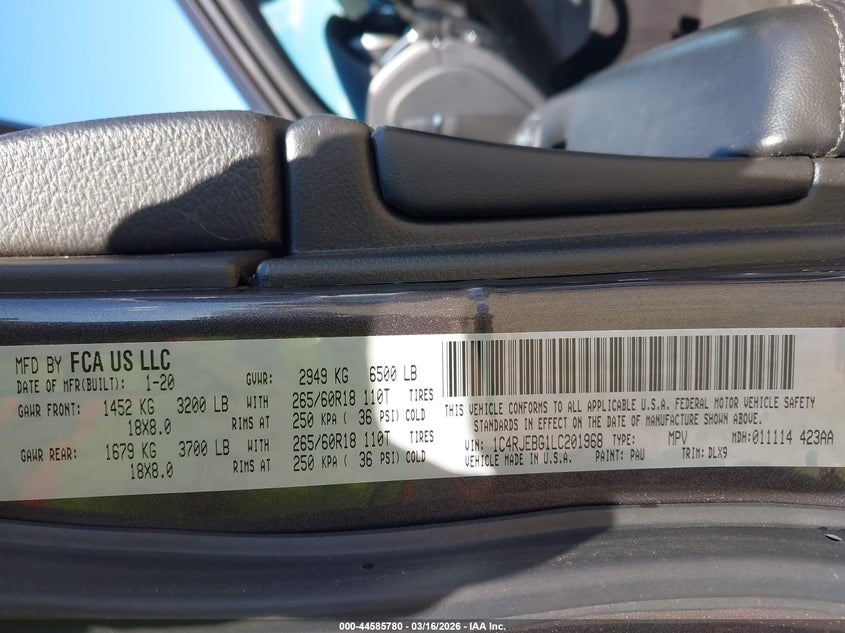 MFD BY FCA US LLC
DATE OF MFR(BUILT): 1-20 GVWR: 2949 KG 6500 LB
GAWR FRONT: 1452 KG 3200 LB WITH 265/60R18 110T TIRES
18X8.0 RIMS AT 250 KPA ( 36 PSI) COLD
GAWR REAR: 1679 KG 3700 LB WITH 265/60R18 110T TIRES
18X8.0 RIMS AT 250 KPA ( 36 PSI) COLD
THIS VEHICLE CONFORMS TO ALL APPLICABLE U.S.A. FEDERAL MOTOR VEHICLE SAFETY
STANDARDS IN EFFECT ON THE DATE OF MANUFACTURE SHOWN ABOVE.
VIN: 1C4RJEBG1LC201968 TYPE: MPV MDH:011114 423AA
VEHICLE MADE IN U.S.A. PAINT: PAU TRIM: DLX9
000-44585780 - 03/16/2026 - IAA Inc.